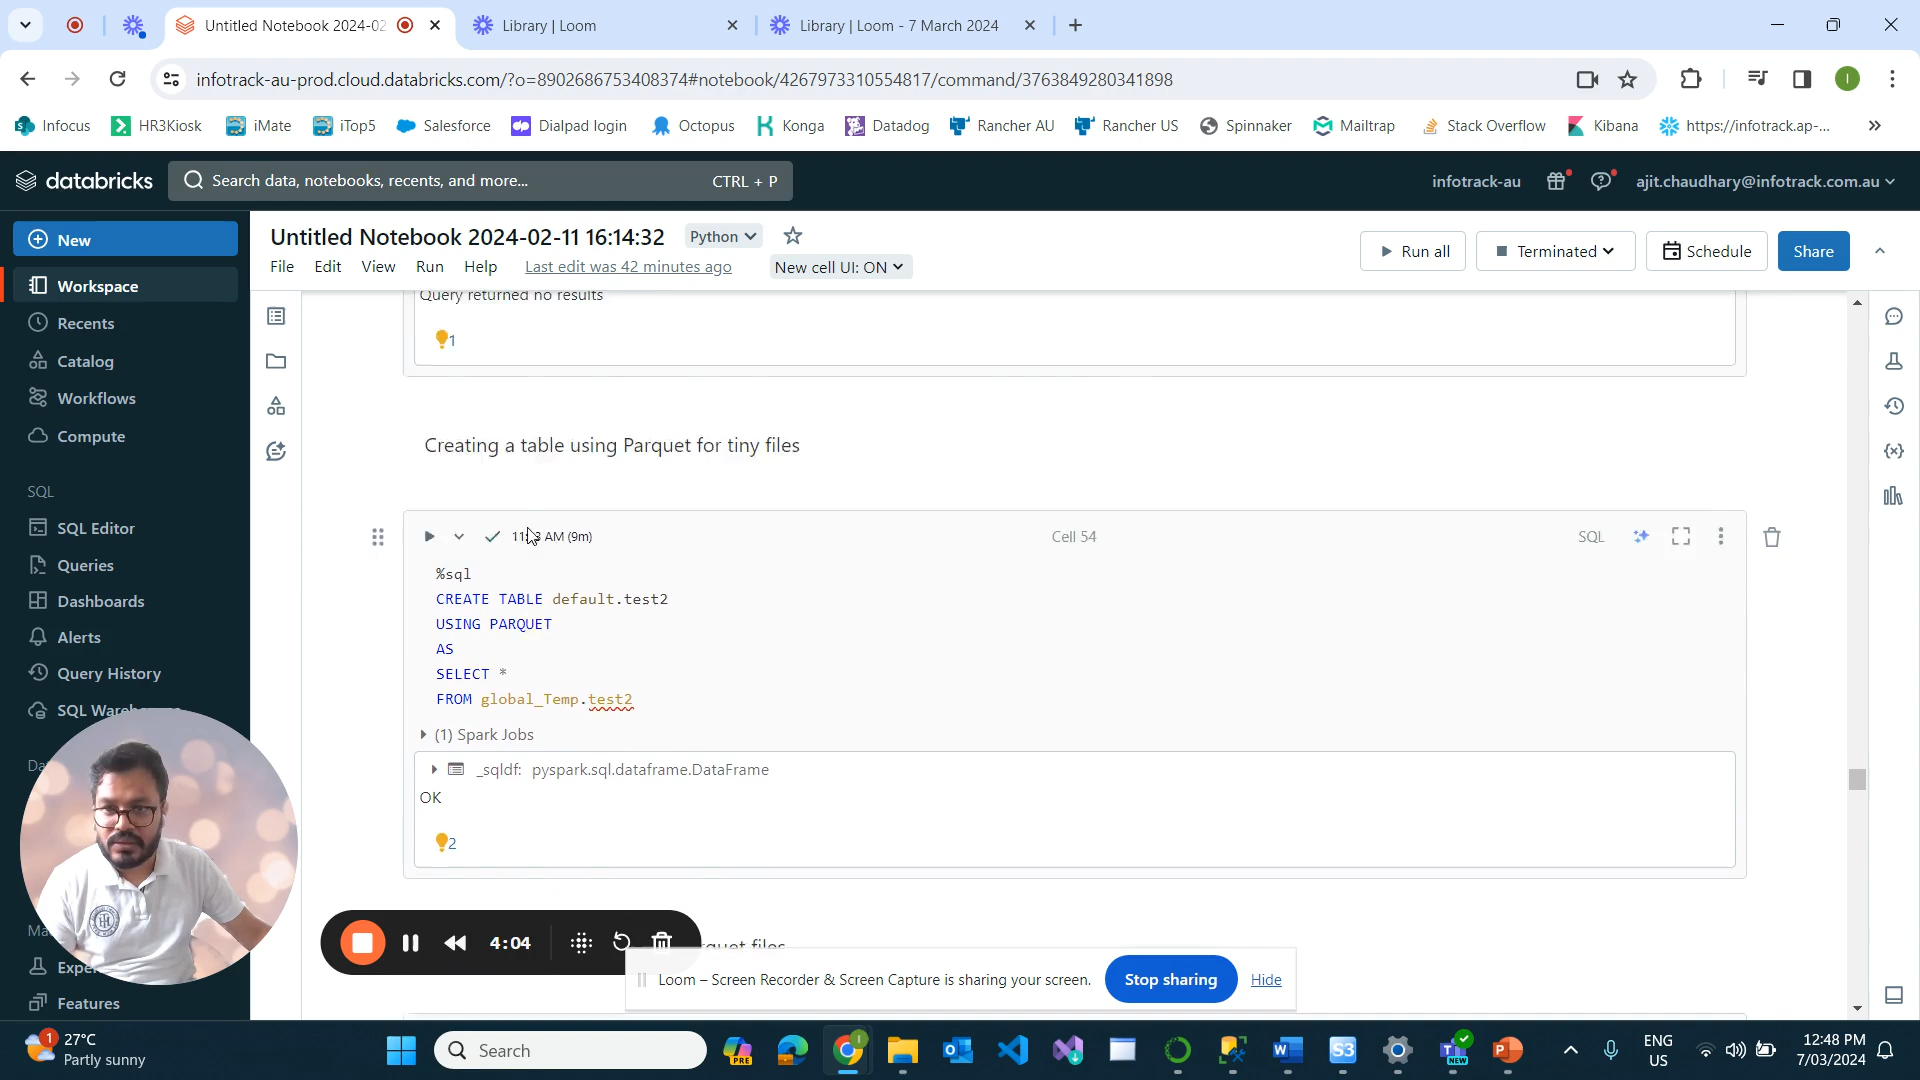 Untitled Notebook 2024-02
Library | Loom
Library | Loom - 7 March 2024
infotrack-au-prod.cloud.databricks.com/?o=8902686753408374#notebook/4267973310554817/command/3763849280341898
I
Infocus
HR3Kiosk
iMate
iTop5
Salesforce
Dialpad login
Octopus
Konga
Datadog
Rancher AU
Rancher US
Spinnaker
Mailtrap
Stack Overflow
Kibana
https://infotrack.ap-...
databricks
Search data, notebooks, recents, and more...
CTRL + P
infotrack-au
ajit.chaudhary@infotrack.com.au
New
Untitled Notebook 2024-02-11 16:14:32
Python
Run all
Terminated
Schedule
Share
File
Edit
View
Run
Help
Last edit was 42 minutes ago
New cell UI: ON
Workspace
Recents
Catalog
Workflows
Compute
SQL
SQL Editor
Queries
Dashboards
Alerts
Query History
SQL
Features
Query returned no results
1
Creating a table using Parquet for tiny files
AM (9m)
Cell 54
SQL
%sql
CREATE TABLE default.test2
USING PARQUET
AS
SELECT *
FROM global_Temp.test2
(1) Spark Jobs
_sqldf: pyspark.sql.dataframe.DataFrame
OK
2
4:04
files
Loom – Screen Recorder & Screen Capture is sharing your screen.
Stop sharing
Hide
1
27°C
Partly sunny
Search
PRE
S3
NEW
ENG
US
12:48 PM
7/03/2024